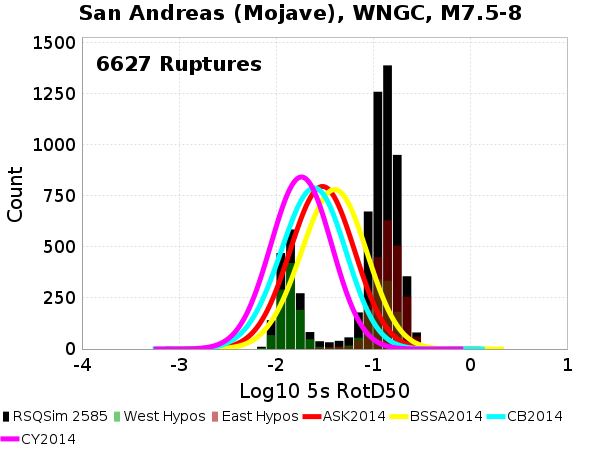 San Andreas (Mojave), WNGC, M7.5-8
6627 Ruptures
Count
1500
1250
1000
750
500
250
0
-4 -3 -2 -1 0 1
Log10 5s RotD50
RSQSim 2585 West Hypos East Hypos ASK2014 BSSA2014 CB2014
CY2014